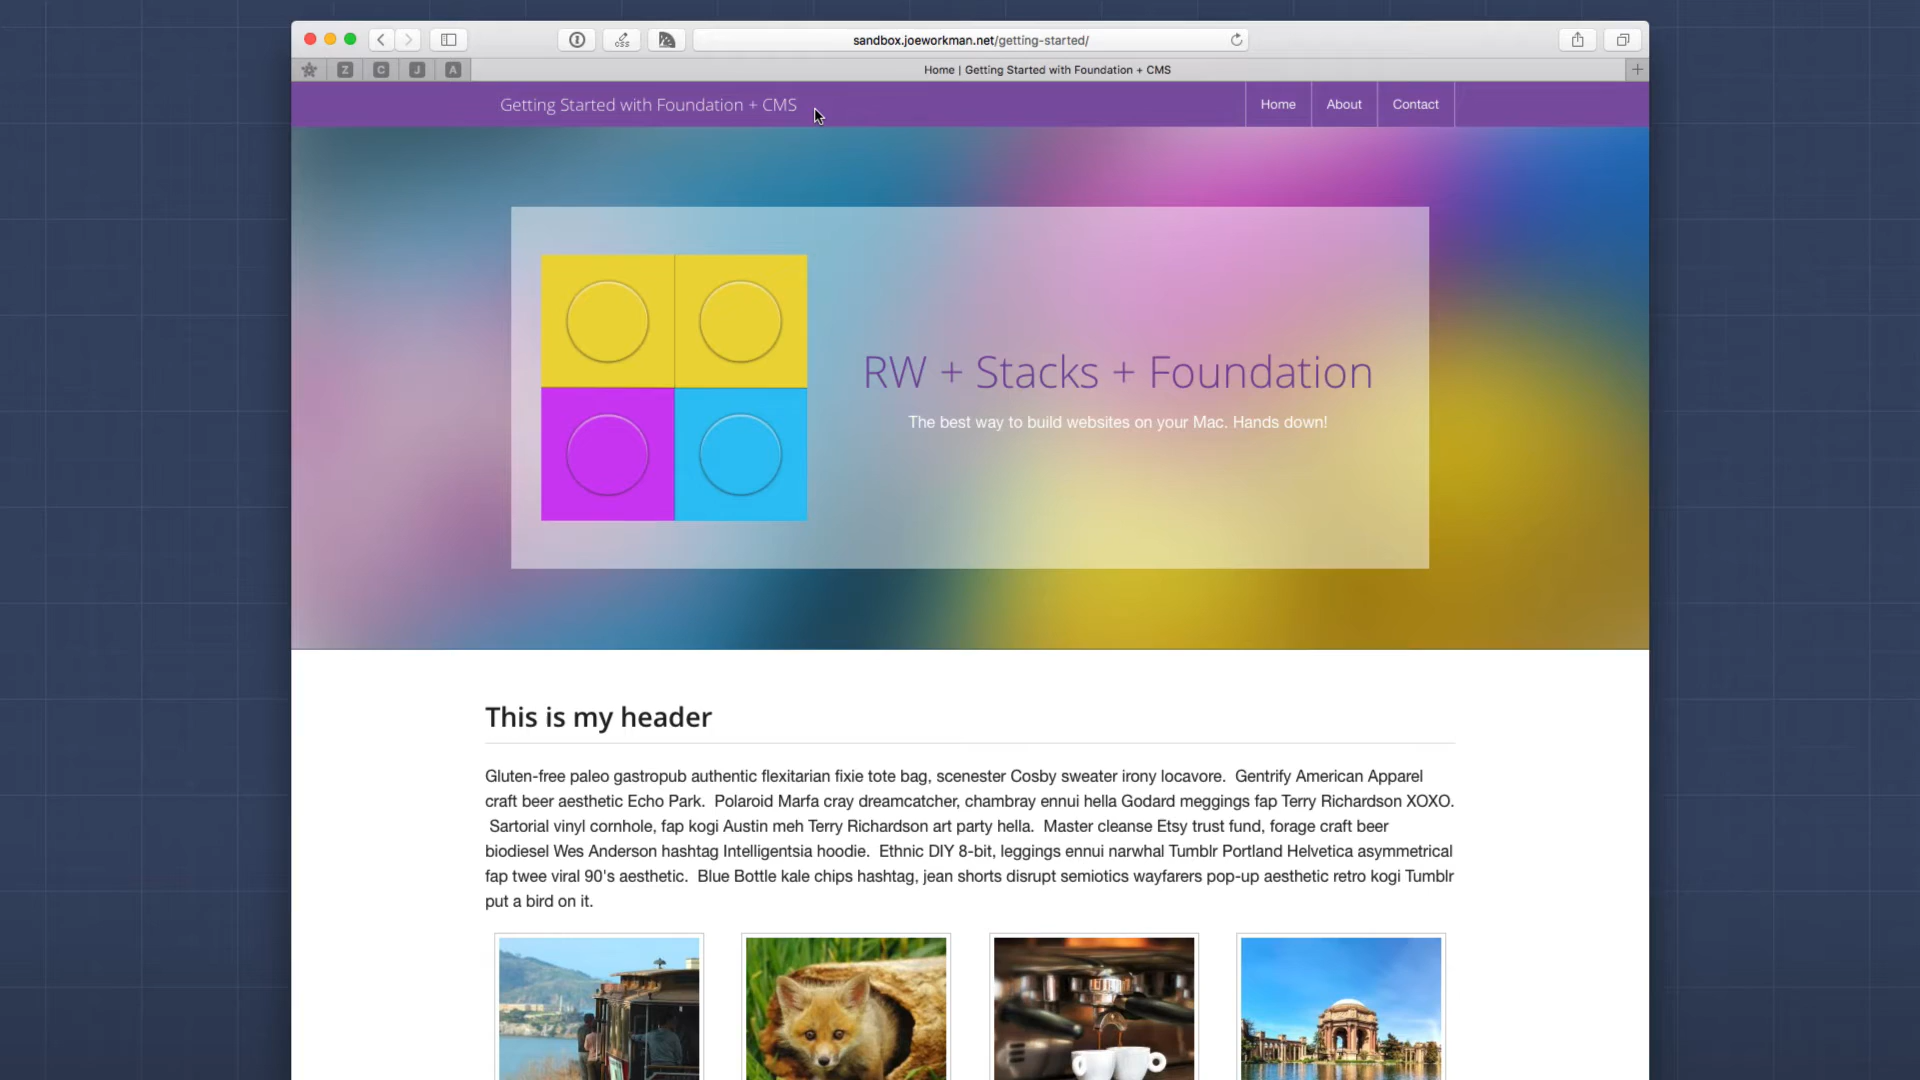 css
sandbox.joeworkman.net/getting-started/
Z
C
J
A
Home | Getting Started with Foundation + CMS
Getting Started with Foundation + CMS
Home
About
Contact
RW + Stacks + Foundation
The best way to build websites on your Mac. Hands down!
This is my header
Gluten-free paleo gastropub authentic flexitarian fixie tote bag, scenester Cosby sweater irony locavore. Gentrify American Apparel
craft beer aesthetic Echo Park. Polaroid Marfa cray dreamcatcher, chambray ennui hella Godard meggings fap Terry Richardson XOXO.
Sartorial vinyl cornhole, fap kogi Austin meh Terry Richardson art party hella. Master cleanse Etsy trust fund, forage craft beer
biodiesel Wes Anderson hashtag Intelligentsia hoodie. Ethnic DIY 8-bit, leggings ennui narwhal Tumblr Portland Helvetica asymmetrical
fap twee viral 90's aesthetic. Blue Bottle kale chips hashtag, jean shorts disrupt semiotics wayfarers pop-up aesthetic retro kogi Tumblr
put a bird on it.